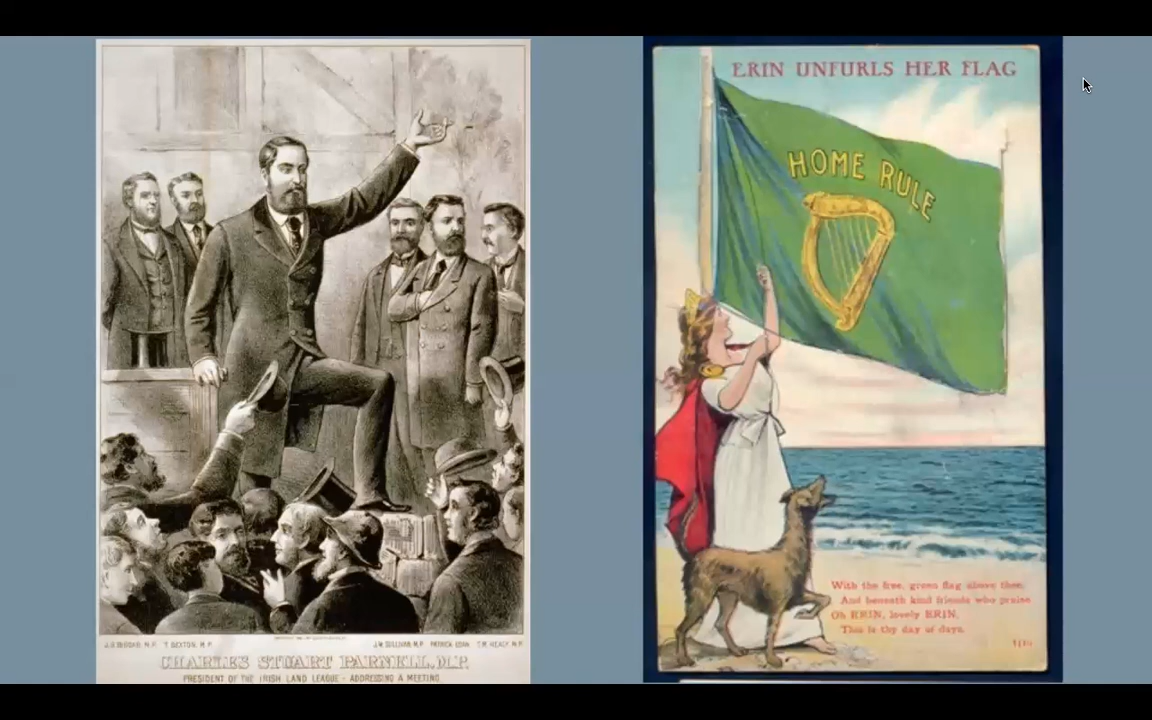 J.G. BIGGAR, M.P. T. SEXTON, M.P. J.W. SULLIVAN, M.P. PATRICK EGAN T.M. HEALY, M.P.
CHARLES STUART PARNELL, M.P.
PRESIDENT OF THE IRISH LAND LEAGUE - ADDRESSING A MEETING.
ERIN UNFURLS HER FLAG
HOME RULE
With the free, green flag above thee,
And beneath kind friends who praise
Oh ERIN, lovely ERIN,
This is thy day of days.